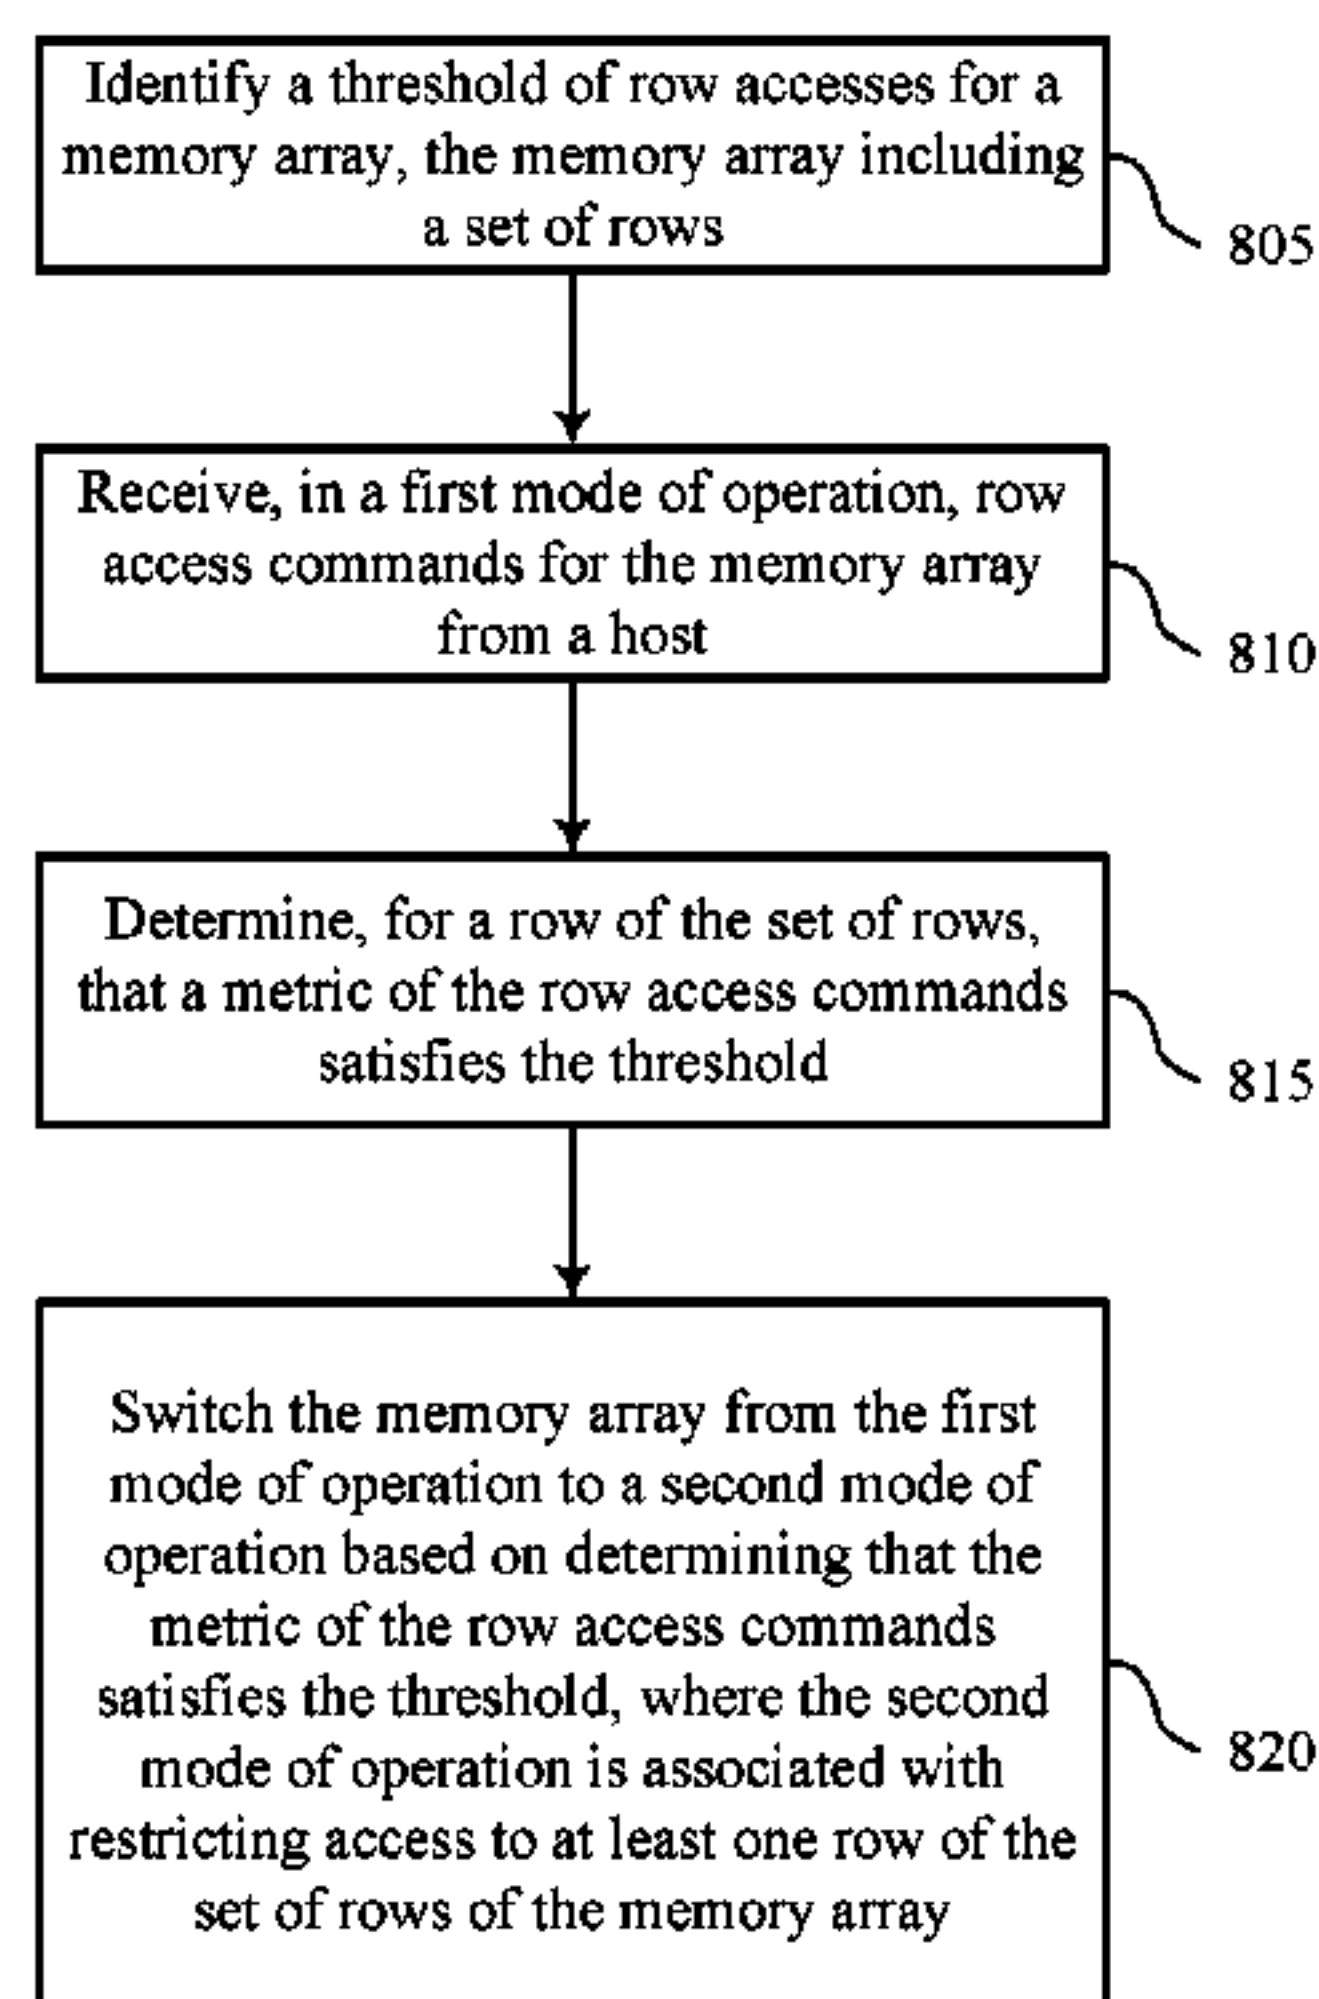 Identify a threshold of row accesses for a
memory array, the memory array including
a set of rows
805
Receive, in a first mode of operation, row
access commands for the memory array
from a host
810
Determine, for a row of the set of rows,
that a metric of the row access commands
satisfies the threshold
815
Switch the memory array from the first
mode of operation to a second mode of
operation based on determining that the
metric of the row access commands
satisfies the threshold, where the second
mode of operation is associated with
restricting access to at least one row of the
set of rows of the memory array
820